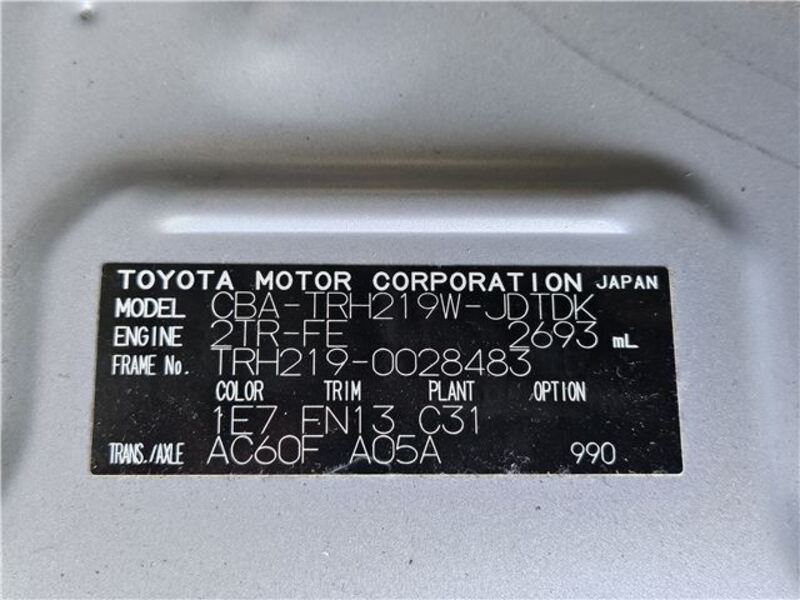 TOYOTA MOTOR CORPORATION JAPAN
MODEL CBA-TRH219W-JDTDK
ENGINE 2TR-FE 2693 mL
FRAME No. TRH219-0028483
COLOR TRIM PLANT OPTION
1E7 FN13 C31
TRANS./AXLE AC60F A05A 990